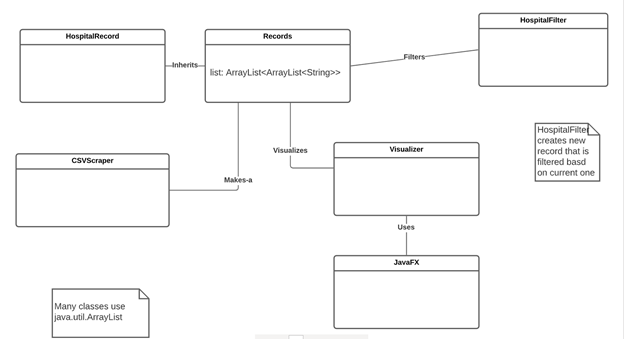 HospitalFilter
HospitalRecord
Records
Inherits
list: ArrayList<ArrayList<String>>
Filters
HospitalFilter
creates new
record that is
filtered basd
on current one
Visualizes
Visualizer
CSVScraper
Makes-a
Uses
JavaFX
Many classes use
java.util.ArrayList